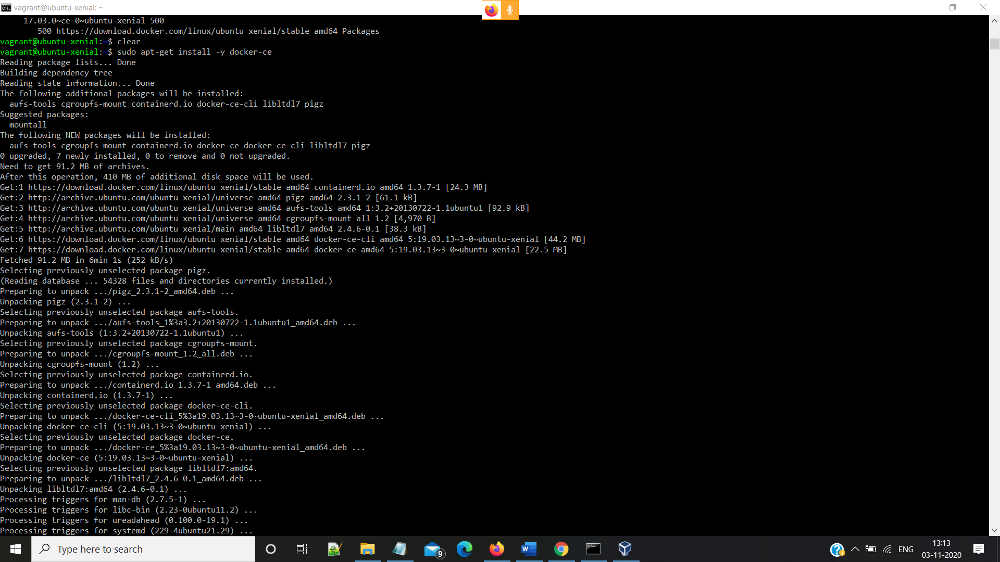 vagrant@ubuntu-xenial: ~
17.03.0~ce-0~ubuntu-xenial 500
500 https://download.docker.com/linux/ubuntu xenial/stable amd64 Packages
vagrant@ubuntu-xenial:~$ clear
vagrant@ubuntu-xenial:~$ sudo apt-get install -y docker-ce
Reading package lists... Done
Building dependency tree
Reading state information... Done
The following additional packages will be installed:
aufs-tools cgroupfs-mount containerd.io docker-ce-cli libltdl7 pigz
Suggested packages:
mountall
The following NEW packages will be installed:
aufs-tools cgroupfs-mount containerd.io docker-ce docker-ce-cli libltdl7 pigz
0 upgraded, 7 newly installed, 0 to remove and 0 not upgraded.
Need to get 91.2 MB of archives.
After this operation, 410 MB of additional disk space will be used.
Get:1 https://download.docker.com/linux/ubuntu xenial/stable amd64 containerd.io amd64 1.3.7-1 [24.3 MB]
Get:2 http://archive.ubuntu.com/ubuntu xenial/universe amd64 pigz amd64 2.3.1-2 [61.1 kB]
Get:3 http://archive.ubuntu.com/ubuntu xenial/universe amd64 aufs-tools amd64 1:3.2+20130722-1.1ubuntu1 [92.9 kB]
Get:4 http://archive.ubuntu.com/ubuntu xenial/universe amd64 cgroupfs-mount all 1.2 [4,970 B]
Get:5 http://archive.ubuntu.com/ubuntu xenial/main amd64 libltdl7 amd64 2.4.6-0.1 [38.3 kB]
Get:6 https://download.docker.com/linux/ubuntu xenial/stable amd64 docker-ce-cli amd64 5:19.03.13~3-0~ubuntu-xenial [44.2 MB]
Get:7 https://download.docker.com/linux/ubuntu xenial/stable amd64 docker-ce amd64 5:19.03.13~3-0~ubuntu-xenial [22.5 MB]
Fetched 91.2 MB in 6min 1s (252 kB/s)
Selecting previously unselected package pigz.
(Reading database ... 54328 files and directories currently installed.)
Preparing to unpack .../pigz_2.3.1-2_amd64.deb ...
Unpacking pigz (2.3.1-2) ...
Selecting previously unselected package aufs-tools.
Preparing to unpack .../aufs-tools_1%3a3.2+20130722-1.1ubuntu1_amd64.deb ...
Unpacking aufs-tools (1:3.2+20130722-1.1ubuntu1) ...
Selecting previously unselected package cgroupfs-mount.
Preparing to unpack .../cgroupfs-mount_1.2_all.deb ...
Unpacking cgroupfs-mount (1.2) ...
Selecting previously unselected package containerd.io.
Preparing to unpack .../containerd.io_1.3.7-1_amd64.deb ...
Unpacking containerd.io (1.3.7-1) ...
Selecting previously unselected package docker-ce-cli.
Preparing to unpack .../docker-ce-cli_5%3a19.03.13~3-0~ubuntu-xenial_amd64.deb ...
Unpacking docker-ce-cli (5:19.03.13~3-0~ubuntu-xenial) ...
Selecting previously unselected package docker-ce.
Preparing to unpack .../docker-ce_5%3a19.03.13~3-0~ubuntu-xenial_amd64.deb ...
Unpacking docker-ce (5:19.03.13~3-0~ubuntu-xenial) ...
Selecting previously unselected package libltdl7:amd64.
Preparing to unpack .../libltdl7_2.4.6-0.1_amd64.deb ...
Unpacking libltdl7:amd64 (2.4.6-0.1) ...
Processing triggers for man-db (2.7.5-1) ...
Processing triggers for libc-bin (2.23-0ubuntu11.2) ...
Processing triggers for ureadahead (0.100.0-19.1) ...
Processing triggers for systemd (229-4ubuntu21.29) ...
Type here to search
9
ENG
13:13
03-11-2020